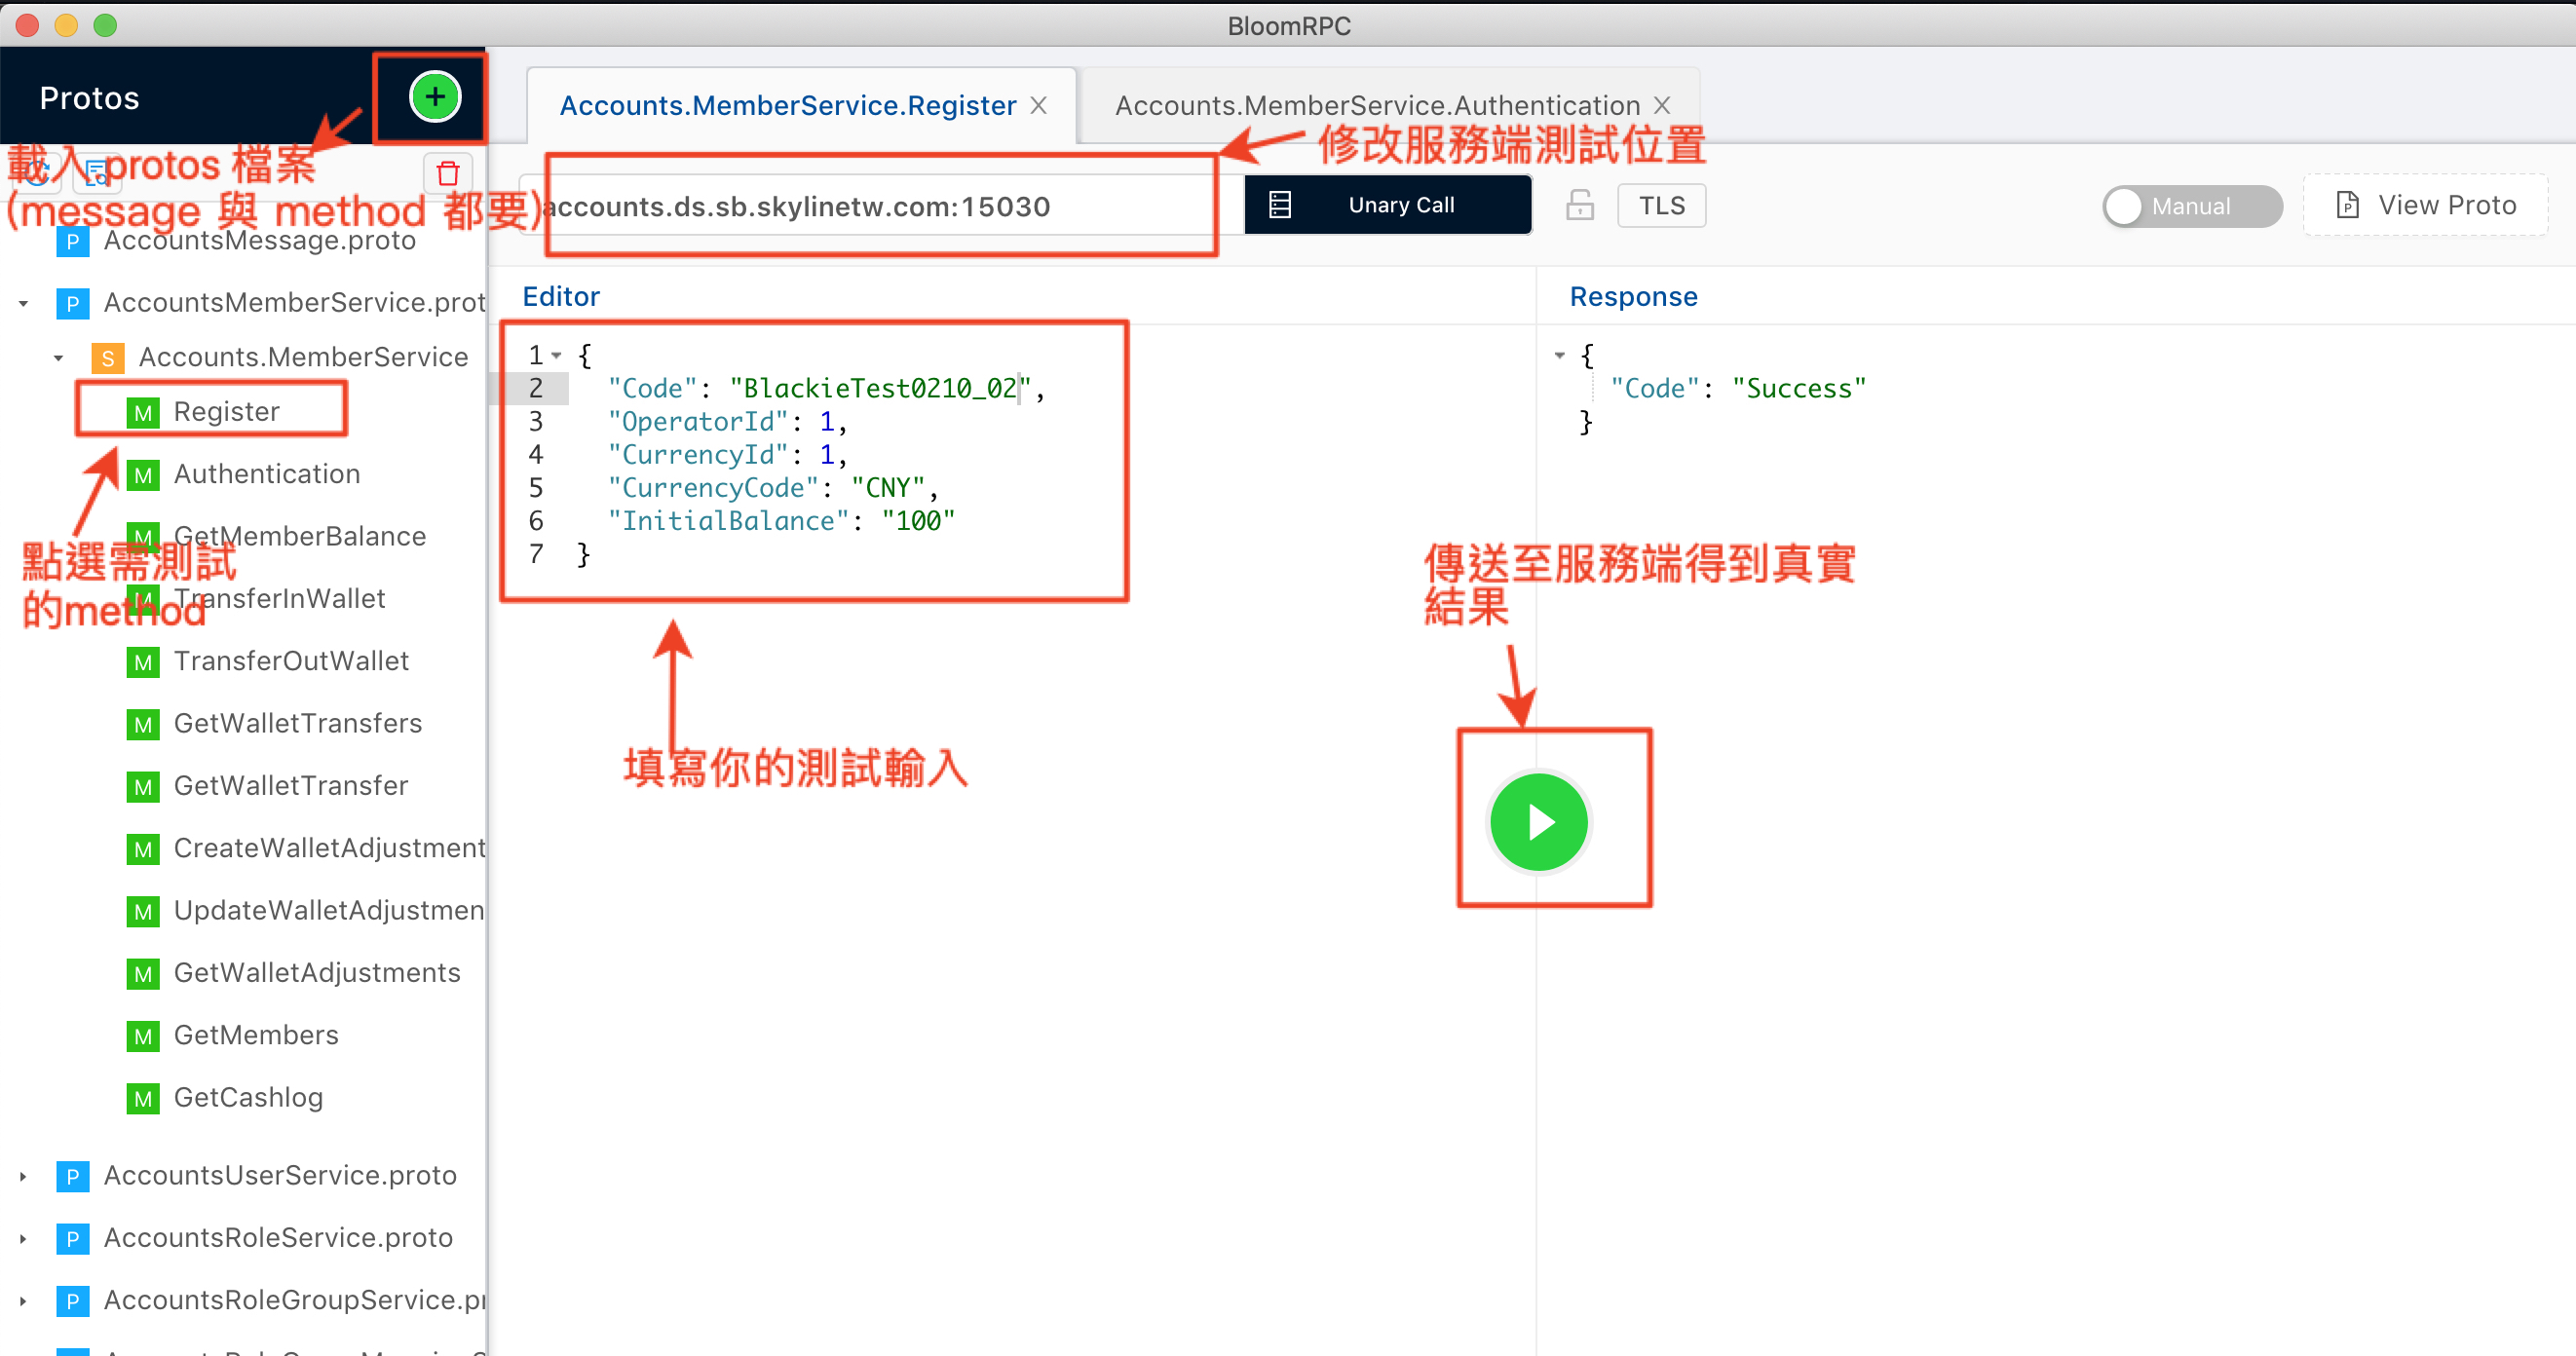 BloomRPC
Protos
載入 protos 檔案
(message 與 method 都要)
P AccountsMessage.proto
P AccountsMemberService.prot
S Accounts.MemberService
M Register
M Authentication
M GetMemberBalance
點選需測試
的method
M TransferInWallet
M TransferOutWallet
M GetWalletTransfers
M GetWalletTransfer
M CreateWalletAdjustment
M UpdateWalletAdjustmen
M GetWalletAdjustments
M GetMembers
M GetCashlog
P AccountsUserService.proto
P AccountsRoleService.proto
P AccountsRoleGroupService.pr
Accounts.MemberService.Register X
Accounts.MemberService.Authentication X
修改服務端測試位置
accounts.ds.sb.skylinetw.com:15030
Unary Call
TLS
Manual
View Proto
Editor
1 {
2 "Code": "BlackieTest0210_02",
3 "OperatorId": 1,
4 "CurrencyId": 1,
5 "CurrencyCode": "CNY",
6 "InitialBalance": "100"
7 }
填寫你的測試輸入
Response
{
"Code": "Success"
}
傳送至服務端得到真實
結果